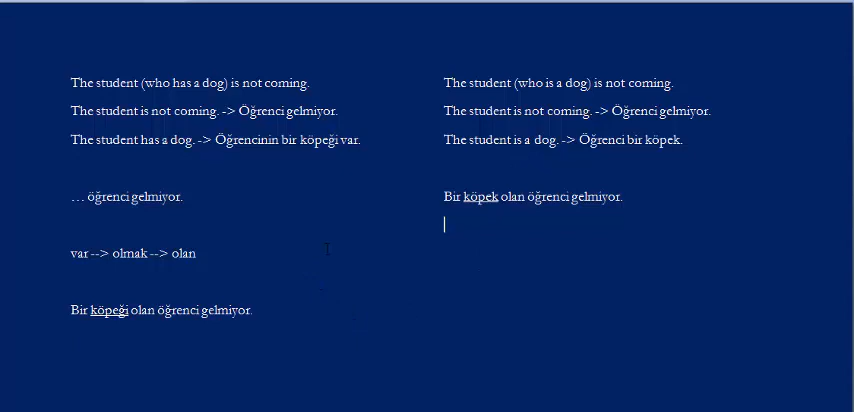 The student (who has a dog) is not coming.
The student is not coming. -> Öğrenci gelmiyor.
The student has a dog. -> Öğrencinin bir köpeği var.
… öğrenci gelmiyor.
var --> olmak --> olan
Bir köpeği olan öğrenci gelmiyor.
The student (who is a dog) is not coming.
The student is not coming. -> Öğrenci gelmiyor.
The student is a dog. -> Öğrenci bir köpek.
Bir köpek olan öğrenci gelmiyor.